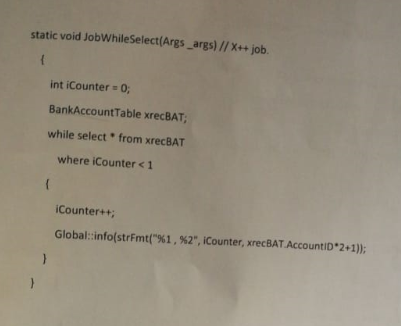 static void JobWhileSelect(Args _args) // X++ job.
{
int iCounter = 0;
BankAccountTable xrecBAT;
while select * from xrecBAT
where iCounter < 1
{
iCounter++;
Global::info(strFmt("%1 , %2", iCounter, xrecBAT.AccountID*2+1));
}
}